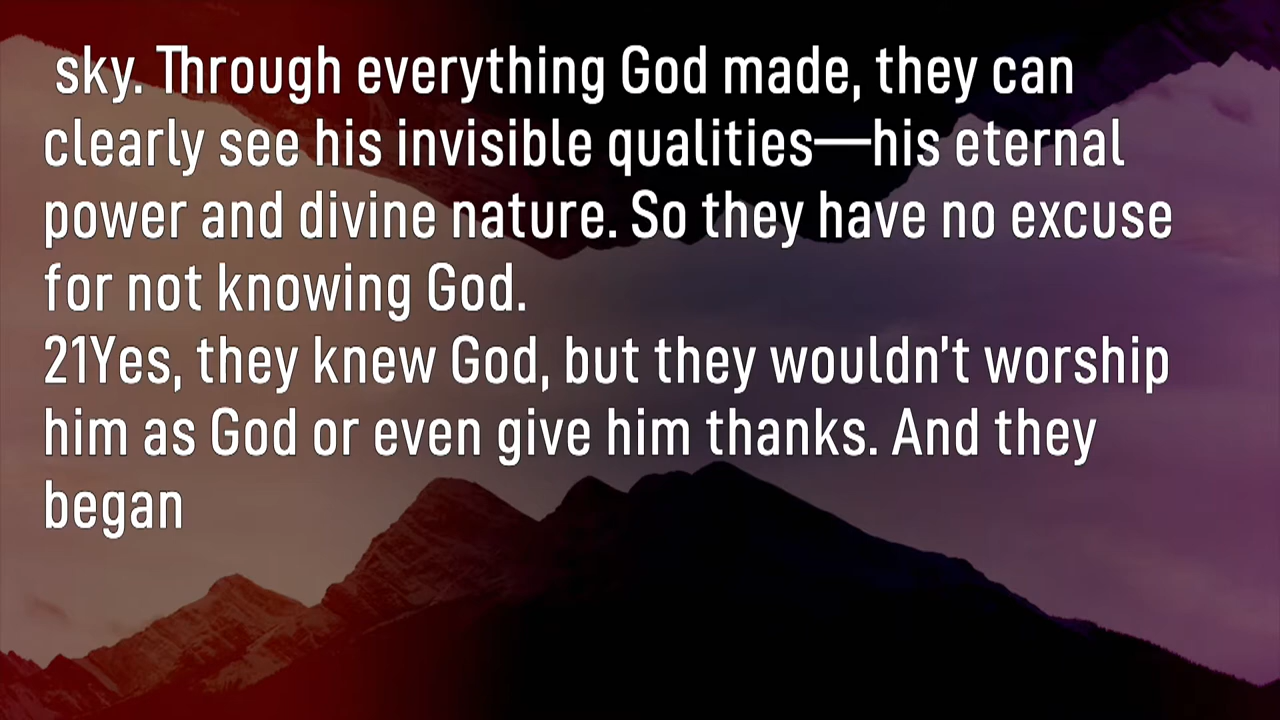 sky. Through everything God made, they can
clearly see his invisible qualities—his eternal
power and divine nature. So they have no excuse
for not knowing God.
21Yes, they knew God, but they wouldn’t worship
him as God or even give him thanks. And they
began